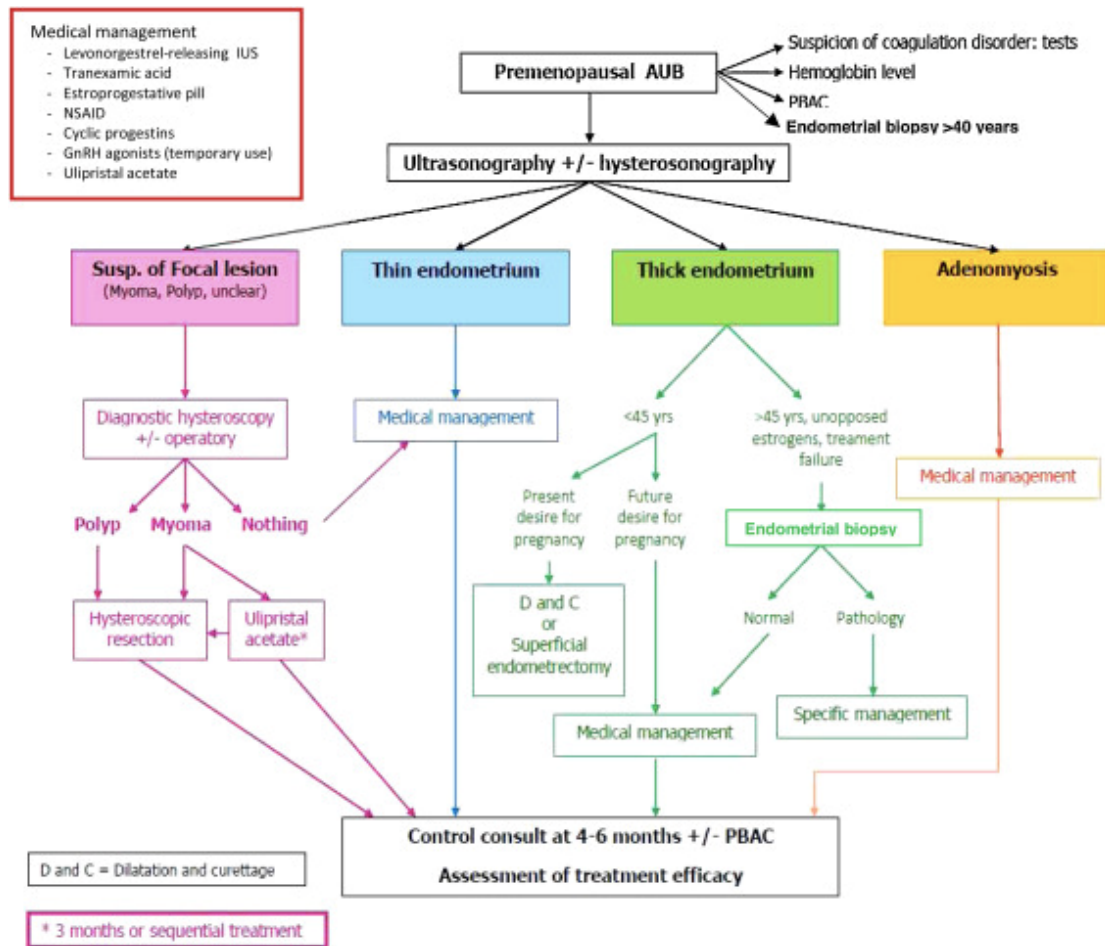 Medical management
- Levonorgestrel-releasing IUS
- Tranexamic acid
- Estroprogestative pill
- NSAID
- Cyclic progestins
- GnRH agonists (temporary use)
- Ulipristal acetate
Premenopausal AUB
Suspicion of coagulation disorder: tests
Hemoglobin level
PBAC
Endometrial biopsy >40 years
Ultrasonography +/- hysterosonography
Susp. of Focal lesion
(Myoma, Polyp, unclear)
Thin endometrium
Thick endometrium
Adenomyosis
Diagnostic hysteroscopy
+/- operatory
Medical management
<45 yrs
>45 yrs, unopposed
estrogens, treament
failure
Medical management
Polyp
Myoma
Nothing
Present
desire for
pregnancy
Future
desire for
pregnancy
Endometrial biopsy
Hysteroscopic
resection
Ulipristal
acetate*
D and C
or
Superficial
endometrectomy
Normal
Pathology
Medical management
Specific management
Control consult at 4-6 months +/- PBAC
Assessment of treatment efficacy
D and C = Dilatation and curettage
* 3 months or sequential treatment